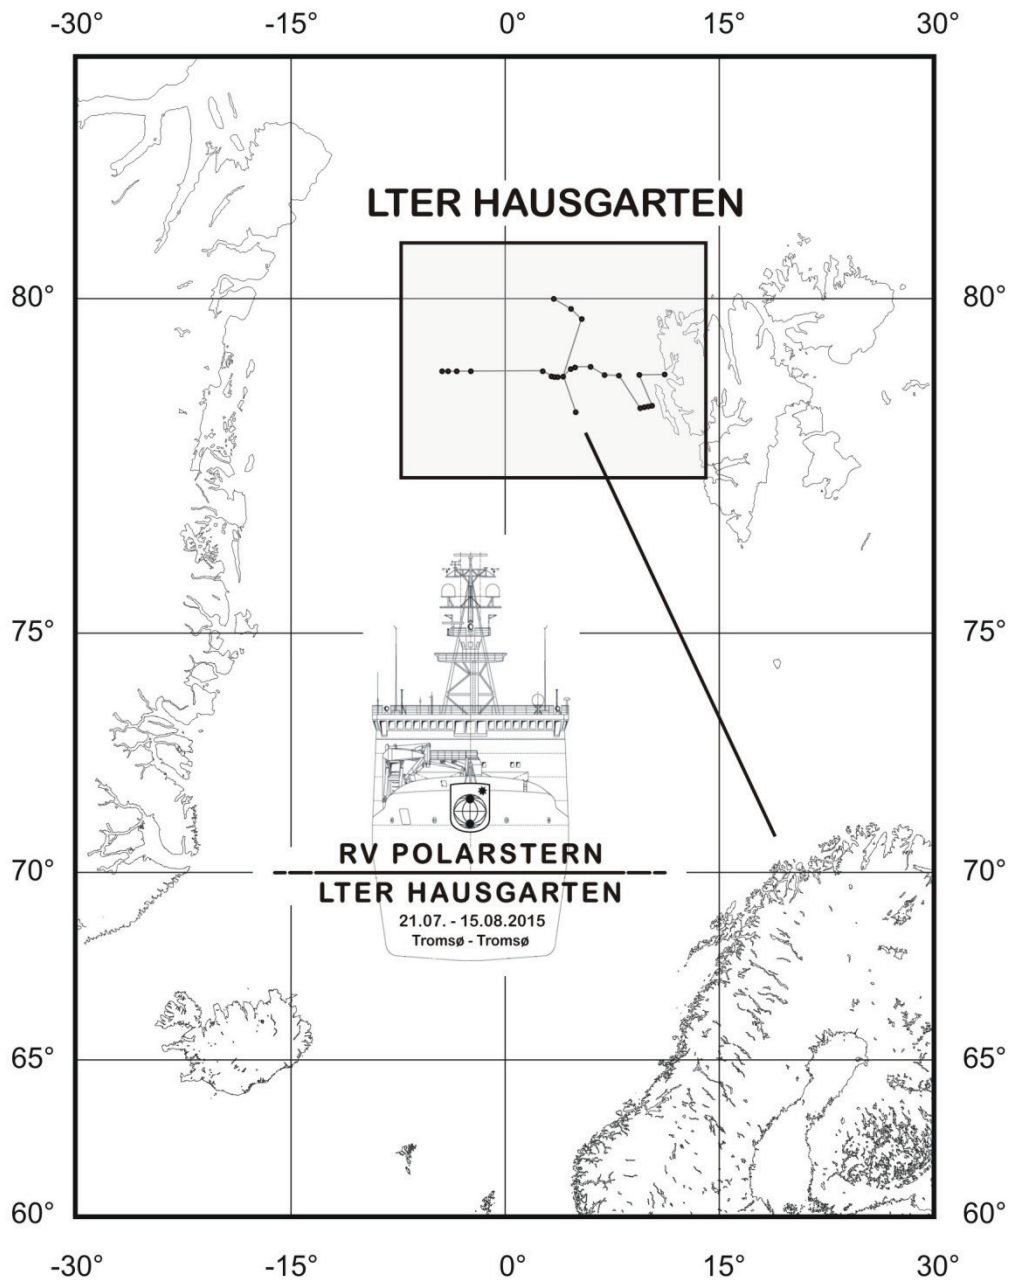 -30° -15° 0° 15° 30°
LTER HAUSGARTEN
80° 80°
75° 75°
RV POLARSTERN
70° 70°
LTER HAUSGARTEN
21.07. - 15.08.2015
Tromsø - Tromsø
65° 65°
60° 60°
-30° -15° 0° 15° 30°